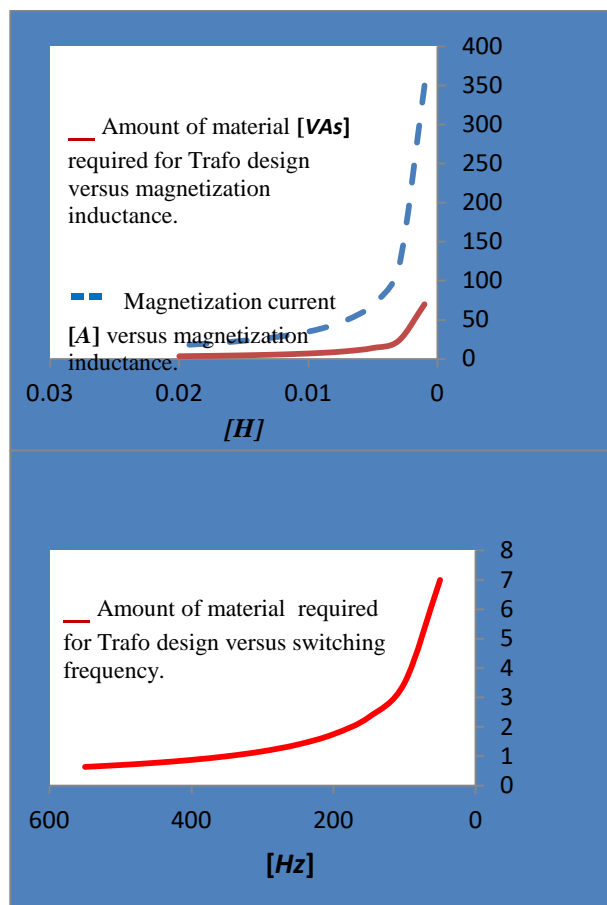 400
350
300
250
200
150
100
50
0
Amount of material [VAs]
required for Trafo design
versus magnetization
inductance.
Magnetization current
[A] versus magnetization
inductance.
0.03 0.02 0.01 0
[H]
8
7
6
5
4
3
2
1
0
Amount of material required
for Trafo design versus switching
frequency.
600 400 200 0
[Hz]